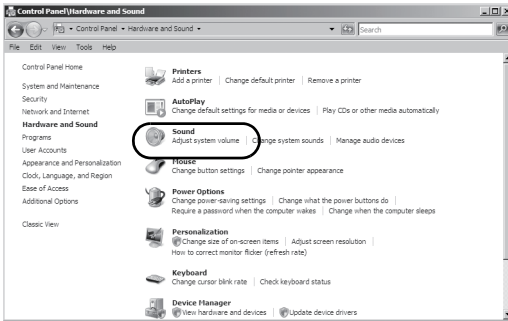 Control Panel\Hardware and Sound
Control Panel ▸ Hardware and Sound ▸
Search
File Edit View Tools Help
Control Panel Home
System and Maintenance
Security
Network and Internet
Hardware and Sound
Programs
User Accounts
Appearance and Personalization
Clock, Language, and Region
Ease of Access
Additional Options
Classic View
Printers
Add a printer | Change default printer | Remove a printer
AutoPlay
Change default settings for media or devices | Play CDs or other media automatically
Sound
Adjust system volume | Change system sounds | Manage audio devices
Mouse
Change button settings | Change pointer appearance
Power Options
Change power-saving settings | Change what the power buttons do |
Require a password when the computer wakes | Change when the computer sleeps
Personalization
Change size of on-screen items | Adjust screen resolution |
How to correct monitor flicker (refresh rate)
Keyboard
Change cursor blink rate | Check keyboard status
Device Manager
View hardware and devices | Update device drivers